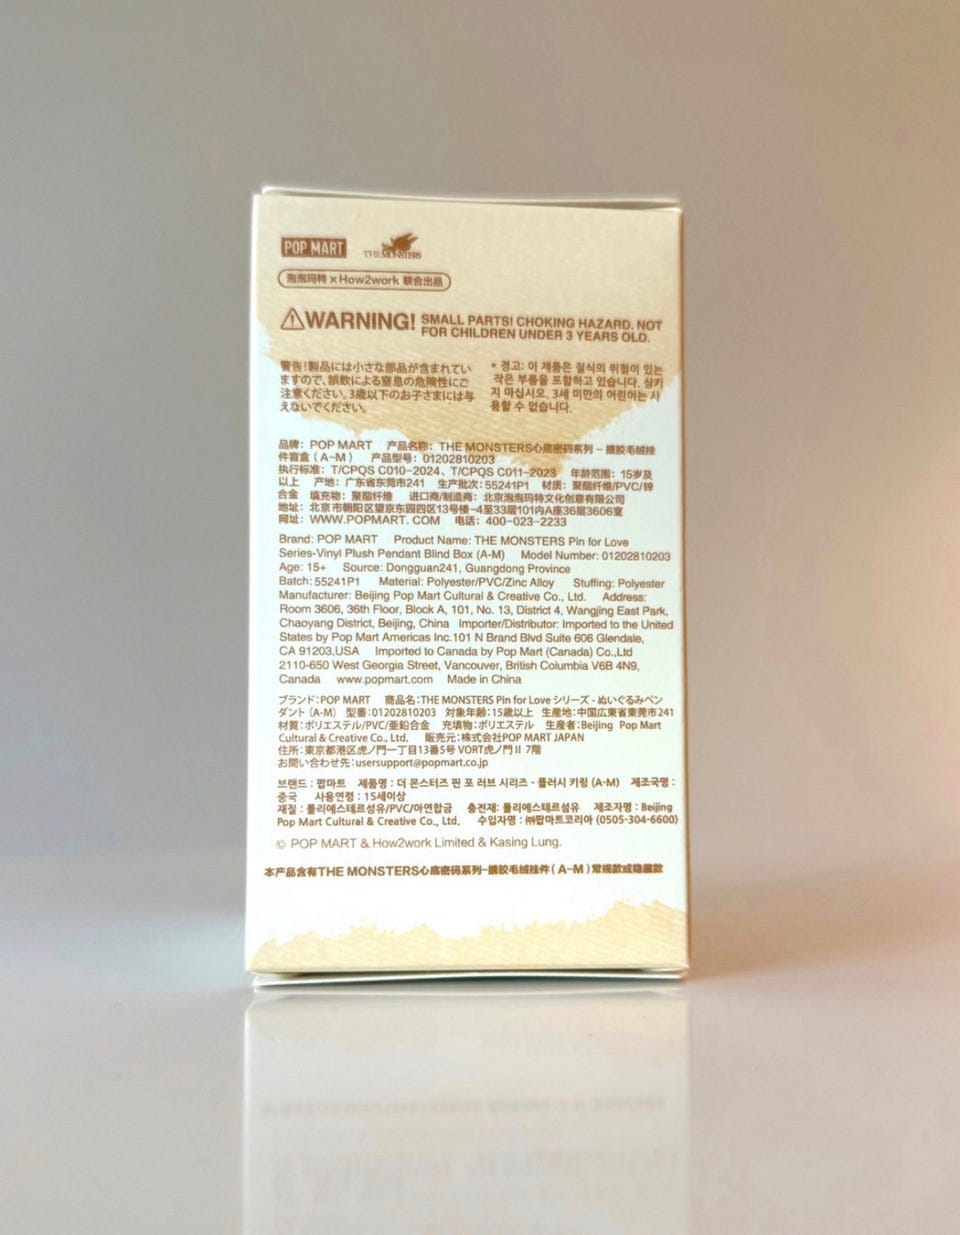 POP MART THE MONSTERS
泡泡玛特 × How2work 联合出品
WARNING! SMALL PARTS! CHOKING HAZARD. NOT
FOR CHILDREN UNDER 3 YEARS OLD.
警告!製品には小さな部品が含まれてい
ますので、誤飲による窒息の危険性にご
注意ください。3歳以下のお子さまには与
えないでください。
* 경고: 이 제품은 질식의 위험이 있는
작은 부품을 포함하고 있습니다. 삼키
지 마십시오. 3세 미만의 어린이는 사
용할 수 없습니다.
品牌: POP MART 产品名称: THE MONSTERS心底密码系列 - 搪胶毛绒挂
件盲盒 (A-M) 产品型号: 01202810203
执行标准: T/CPQS C010-2024、T/CPQS C011-2023 年龄范围: 15岁及
以上 产地: 广东省东莞市241 生产批次: 55241P1 材质: 聚酯纤维/PVC/锌
合金 填充物: 聚酯纤维 进口商/制造商: 北京泡泡玛特文化创意有限公司
地址: 北京市朝阳区望京东园四区13号楼-4至33层101内A座36层3606室
网址: WWW.POPMART.COM 电话: 400-023-2233
Brand: POP MART Product Name: THE MONSTERS Pin for Love
Series-Vinyl Plush Pendant Blind Box (A-M) Model Number: 01202810203
Age: 15+ Source: Dongguan241, Guangdong Province
Batch: 55241P1 Material: Polyester/PVC/Zinc Alloy Stuffing: Polyester
Manufacturer: Beijing Pop Mart Cultural & Creative Co., Ltd. Address:
Room 3606, 36th Floor, Block A, 101, No. 13, District 4, Wangjing East Park,
Chaoyang District, Beijing, China Importer/Distributor: Imported to the United
States by Pop Mart Americas Inc.101 N Brand Blvd Suite 606 Glendale,
CA 91203,USA Imported to Canada by Pop Mart (Canada) Co.,Ltd
2110-650 West Georgia Street, Vancouver, British Columbia V6B 4N9,
Canada www.popmart.com Made in China
ブランド:POP MART 商品名:THE MONSTERS Pin for Love シリーズ - ぬいぐるみペン
ダント (A-M) 型番:01202810203 対象年齢:15歳以上 生産地:中国広東省東莞市241
材質:ポリエステル/PVC/亜鉛合金 充填物:ポリエステル 生産者:Beijing Pop Mart
Cultural & Creative Co., Ltd. 販売元:株式会社POP MART JAPAN
住所:東京都港区虎ノ門一丁目13番5号 VORT虎ノ門II 7階
お問い合わせ先:usersupport@popmart.co.jp
브랜드 : 팝마트 제품명 : 더 몬스터즈 핀 포 러브 시리즈 - 플러시 키링 (A-M) 제조국명 :
중국 사용연령 : 15세이상
재질 : 폴리에스테르섬유/PVC/아연합금 충전재: 폴리에스테르섬유 제조자명 : Beijing
Pop Mart Cultural & Creative Co., Ltd. 수입자명 : ㈜팝마트코리아 (0505-304-6600)
© POP MART & How2work Limited & Kasing Lung.
本产品含有THE MONSTERS心底密码系列-搪胶毛绒挂件(A-M)常规款或隐藏款